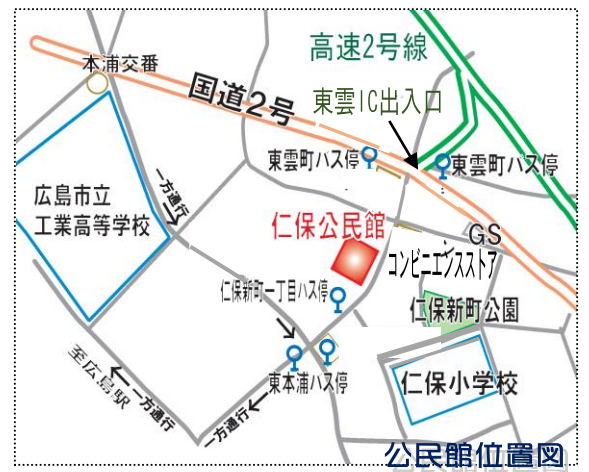 高速2号線
本浦交番
国道2号
東雲IC出入口
東雲町バス停
東雲町バス停
一方通行
広島市立
工業高等学校
仁保公民館
GS
コンビニエンスストア
仁保新町一丁目バス停
仁保新町公園
至広島駅
一方通行
東本浦バス停
一方通行
仁保小学校
公民館位置図